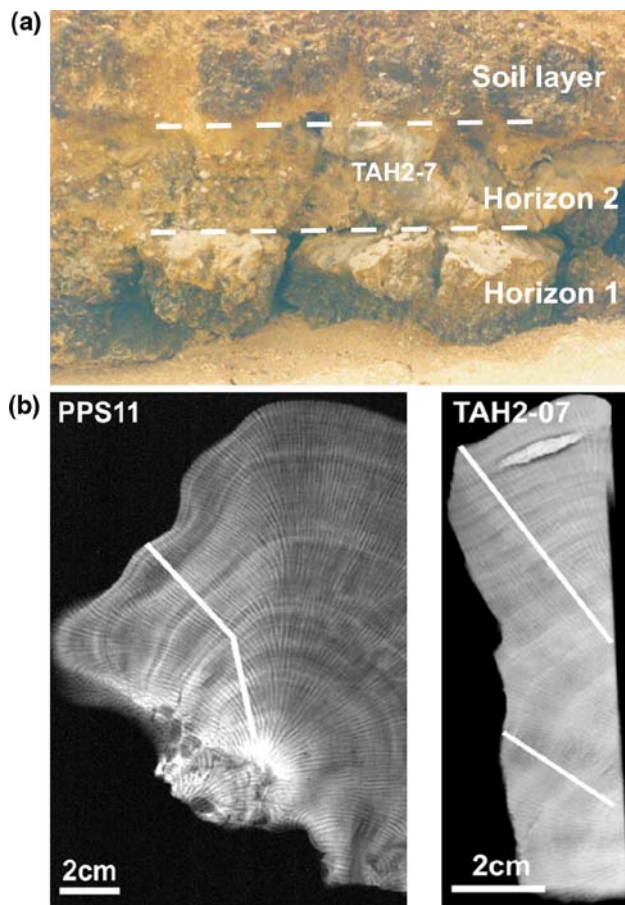 (a)
Soil layer
TAH2-7
Horizon 2
Horizon 1
(b)
PPS11
TAH2-07
2cm
2cm